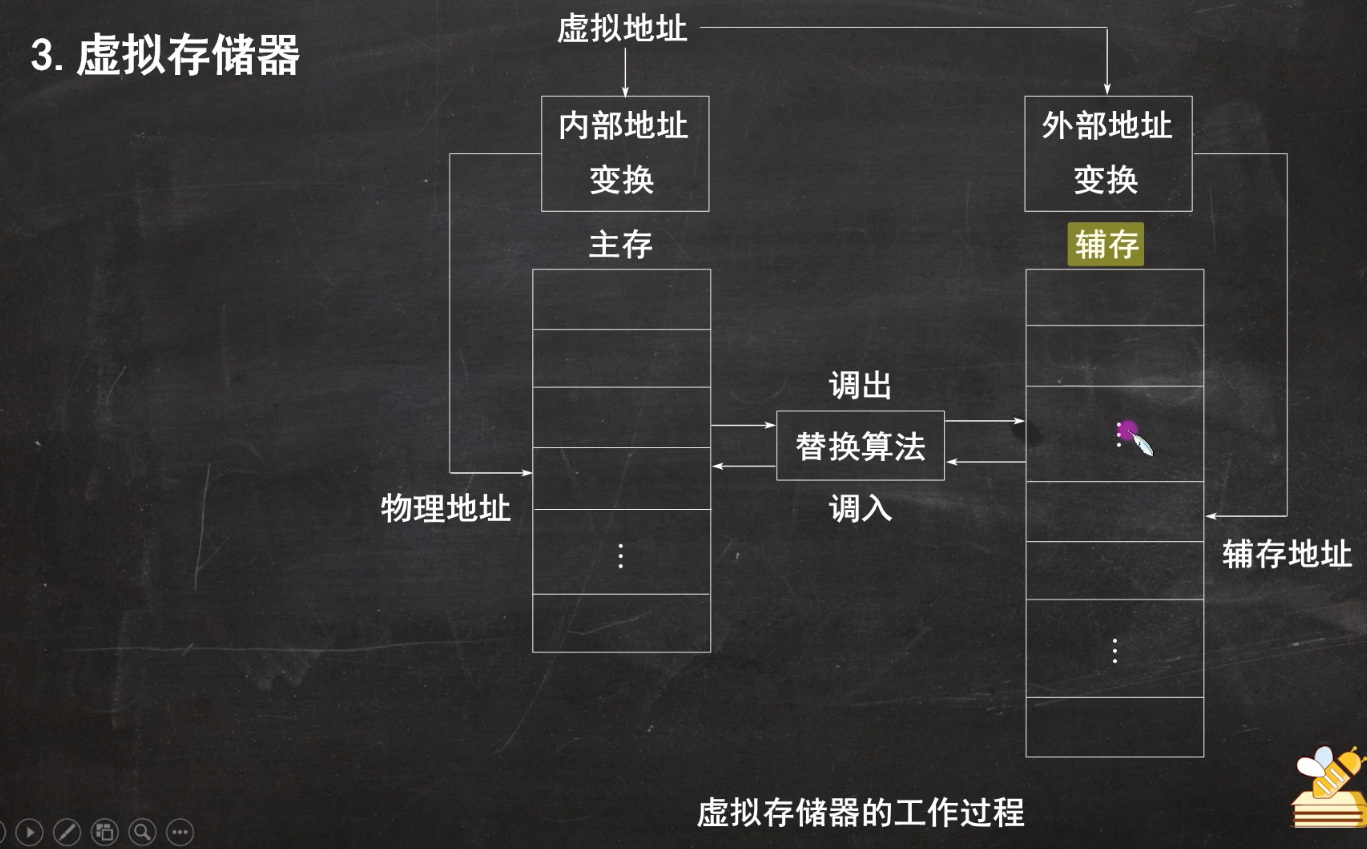 3. 虚拟存储器
虚拟地址
内部地址
变换
外部地址
变换
主存
辅存
调出
替换算法
调入
物理地址
辅存地址
虚拟存储器的工作过程